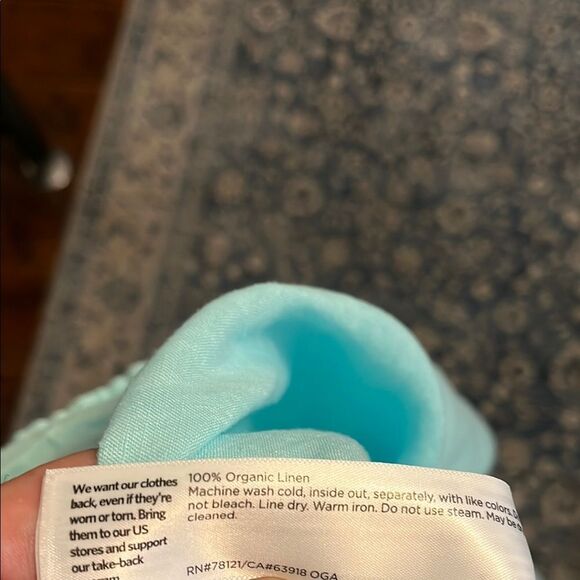 We want our clothes
back, even if they're
worn or torn. Bring
them to our US
stores and support
our take-back
100% Organic Linen
Machine wash cold, inside out, separately, with like colors.
not bleach. Line dry. Warm iron. Do not use steam. May be
cleaned.
RN#78121/CA#63918 OGA